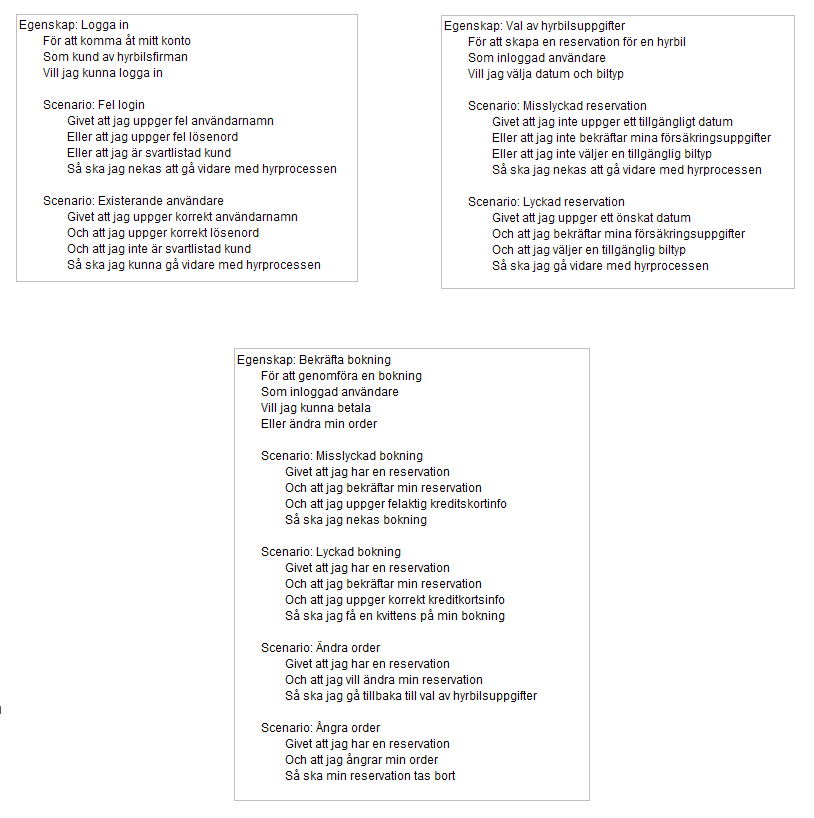 Egenskap: Logga in
För att komma åt mitt konto
Som kund av hyrbilsfirman
Vill jag kunna logga in
Scenario: Fel login
Givet att jag uppger fel användarnamn
Eller att jag uppger fel lösenord
Eller att jag är svartlistad kund
Så ska jag nekas att gå vidare med hyrprocessen
Scenario: Existerande användare
Givet att jag uppger korrekt användarnamn
Och att jag uppger korrekt lösenord
Och att jag inte är svartlistad kund
Så ska jag kunna gå vidare med hyrprocessen
Egenskap: Val av hyrbilsuppgifter
För att skapa en reservation för en hyrbil
Som inloggad användare
Vill jag välja datum och biltyp
Scenario: Misslyckad reservation
Givet att jag inte uppger ett tillgängligt datum
Eller att jag inte bekräftar mina försäkringsuppgifter
Eller att jag inte väljer en tillgänglig biltyp
Så ska jag nekas att gå vidare med hyrprocessen
Scenario: Lyckad reservation
Givet att jag uppger ett önskat datum
Och att jag bekräftar mina försäkringsuppgifter
Och att jag väljer en tillgänglig biltyp
Så ska jag gå vidare med hyrprocessen
Egenskap: Bekräfta bokning
För att genomföra en bokning
Som inloggad användare
Vill jag kunna betala
Eller ändra min order
Scenario: Misslyckad bokning
Givet att jag har en reservation
Och att jag bekräftar min reservation
Och att jag uppger felaktig kreditskortinfo
Så ska jag nekas bokning
Scenario: Lyckad bokning
Givet att jag har en reservation
Och att jag bekräftar min reservation
Och att jag uppger korrekt kreditkortsinfo
Så ska jag få en kvittens på min bokning
Scenario: Ändra order
Givet att jag har en reservation
Och att jag vill ändra min reservation
Så ska jag gå tillbaka till val av hyrbilsuppgifter
Scenario: Ångra order
Givet att jag har en reservation
Och att jag ångrar min order
Så ska min reservation tas bort